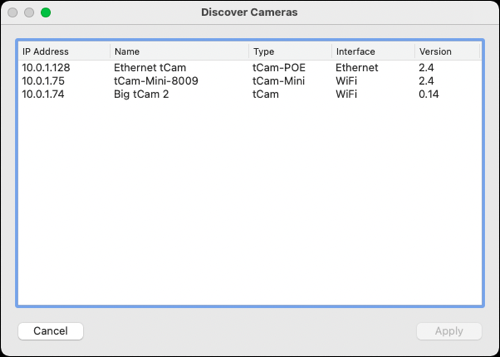 Discover Cameras
IP Address Name Type Interface Version
10.0.1.128 Ethernet tCam tCam-POE Ethernet 2.4
10.0.1.75 tCam-Mini-8009 tCam-Mini WiFi 2.4
10.0.1.74 Big tCam 2 tCam WiFi 0.14
Cancel Apply